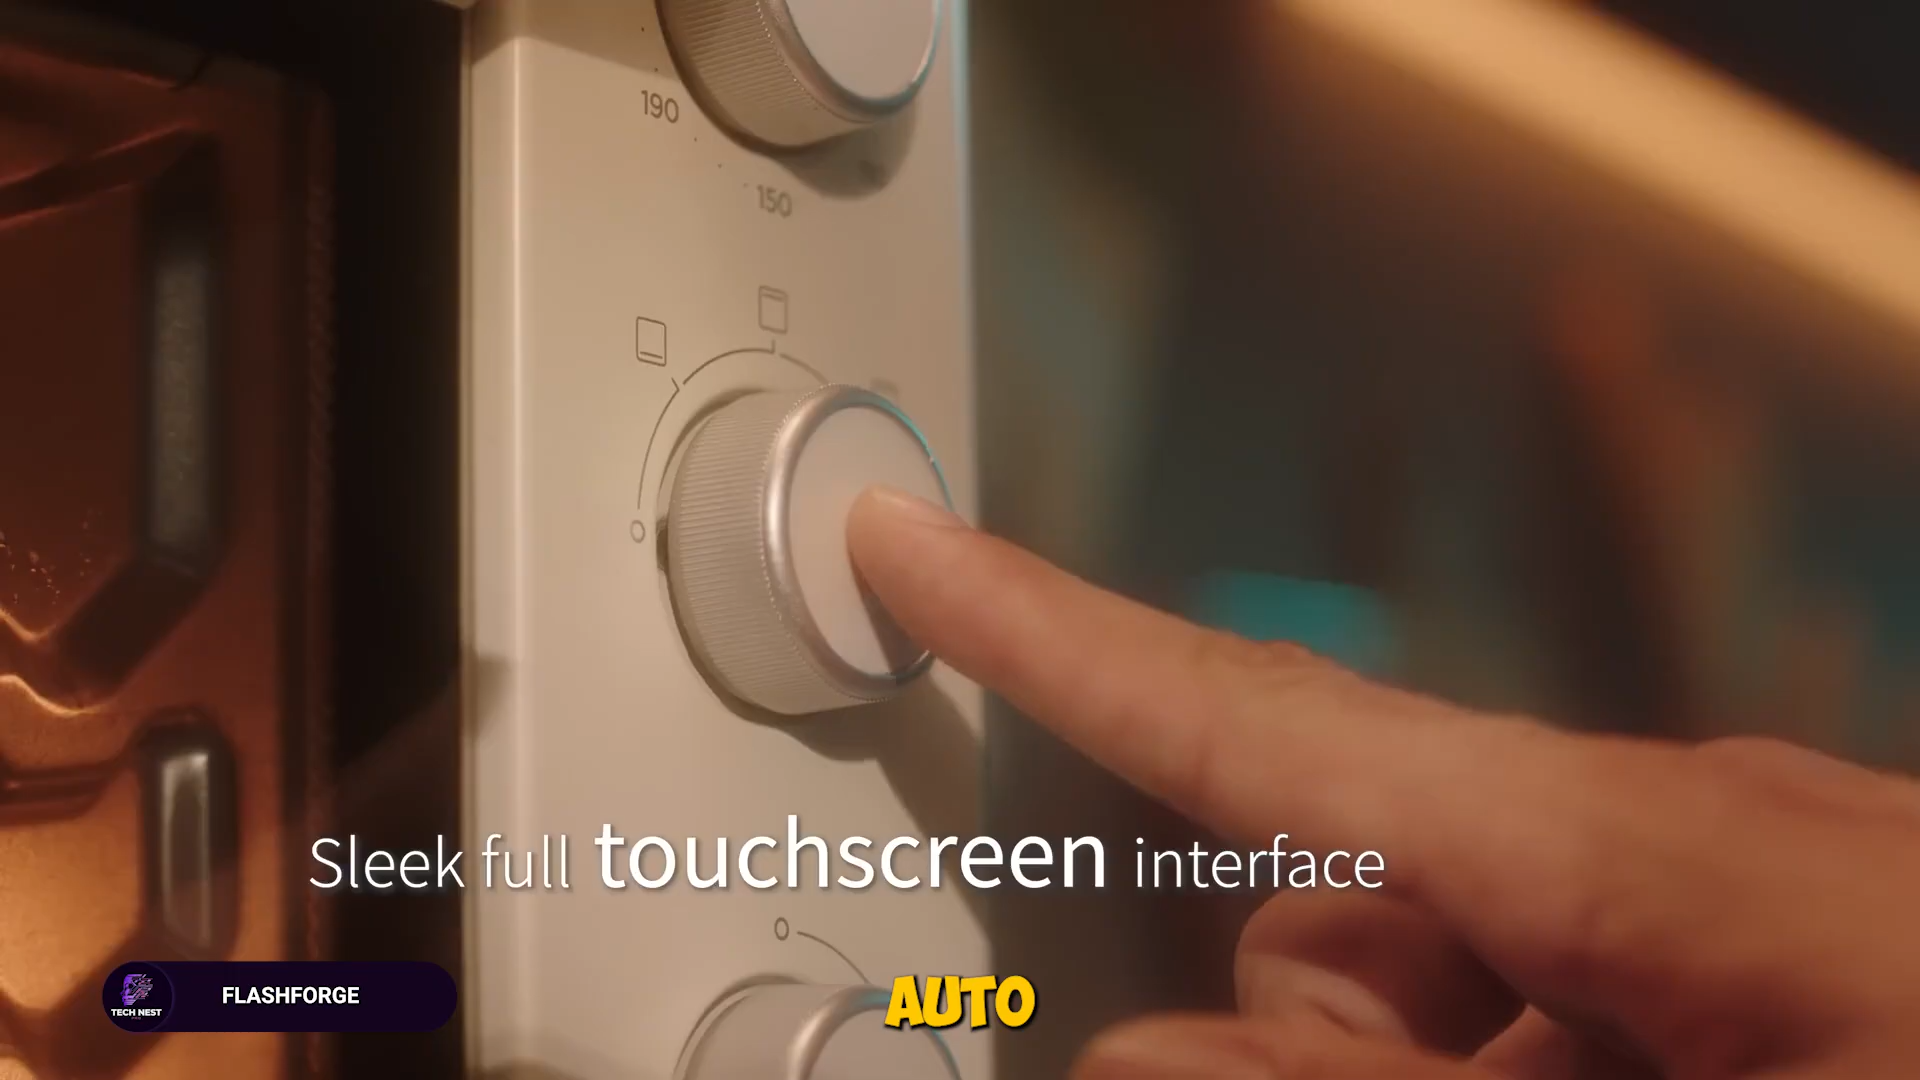 190
150
0
Sleek full touchscreen interface
0
TECH NEST
FLASHFORGE
AUTO